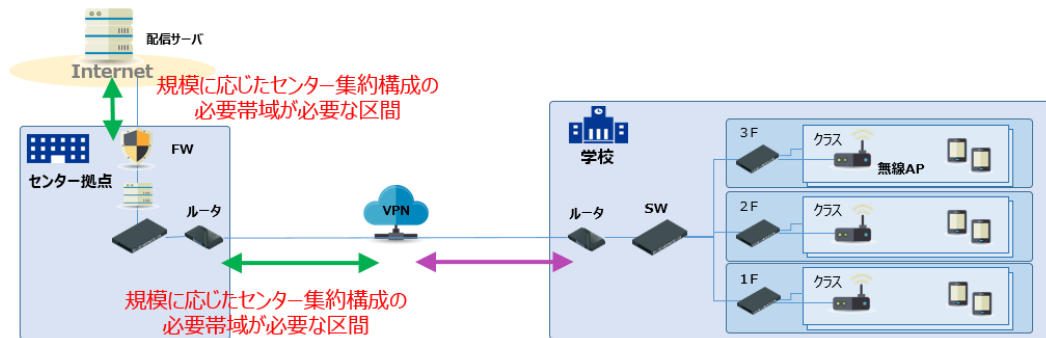 配信サーバ
Internet
規模に応じたセンター集約構成の
必要帯域が必要な区間
センター拠点
FW
ルータ
VPN
規模に応じたセンター集約構成の
必要帯域が必要な区間
学校
ルータ
SW
3F
クラス
無線AP
2F
クラス
1F
クラス